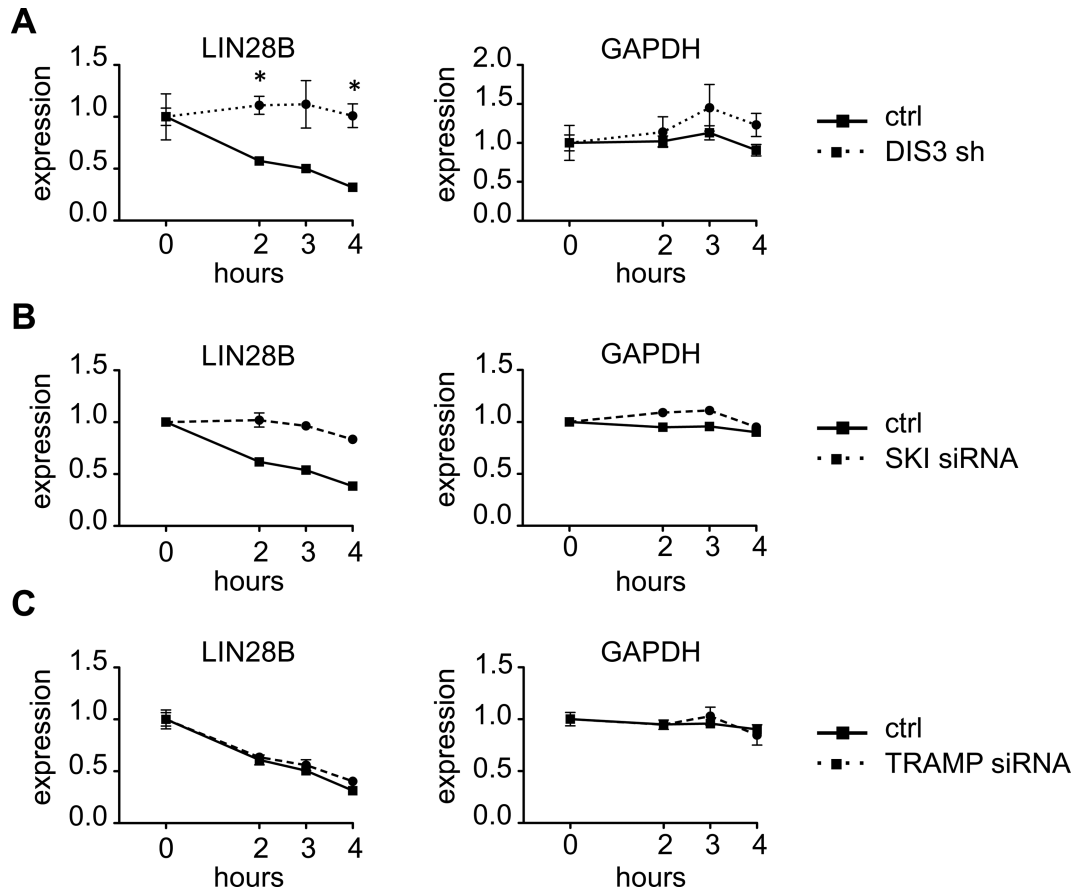 A
LIN28B
GAPDH
1.5
1.0
0.5
0.0
expression
* *
0 2 3 4
hours
2.0
1.5
1.0
0.5
0.0
expression
0 2 3 4
hours
ctrl
DIS3 sh
B
LIN28B
GAPDH
1.5
1.0
0.5
0.0
expression
0 2 3 4
hours
1.5
1.0
0.5
0.0
expression
0 2 3 4
hours
ctrl
SKI siRNA
C
LIN28B
GAPDH
1.5
1.0
0.5
0.0
expression
0 2 3 4
hours
1.5
1.0
0.5
0.0
expression
0 2 3 4
hours
ctrl
TRAMP siRNA